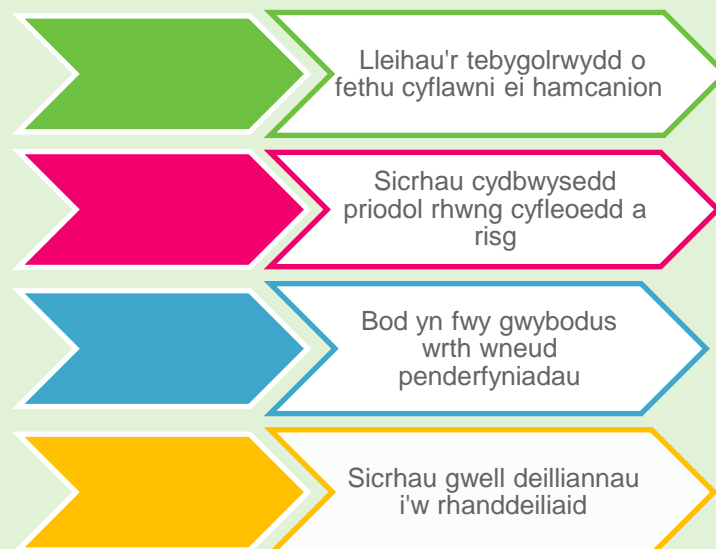 Lleihau'r tebygolrwydd o
fethu cyflawni ei hamcanion
Sicrhau cydbwysedd
priodol rhwng cyfleoedd a
risg
Bod yn fwy gwybodus
wrth wneud
penderfyniadau
Sicrhau gwell deilliannau
i'w rhanddeiliaid